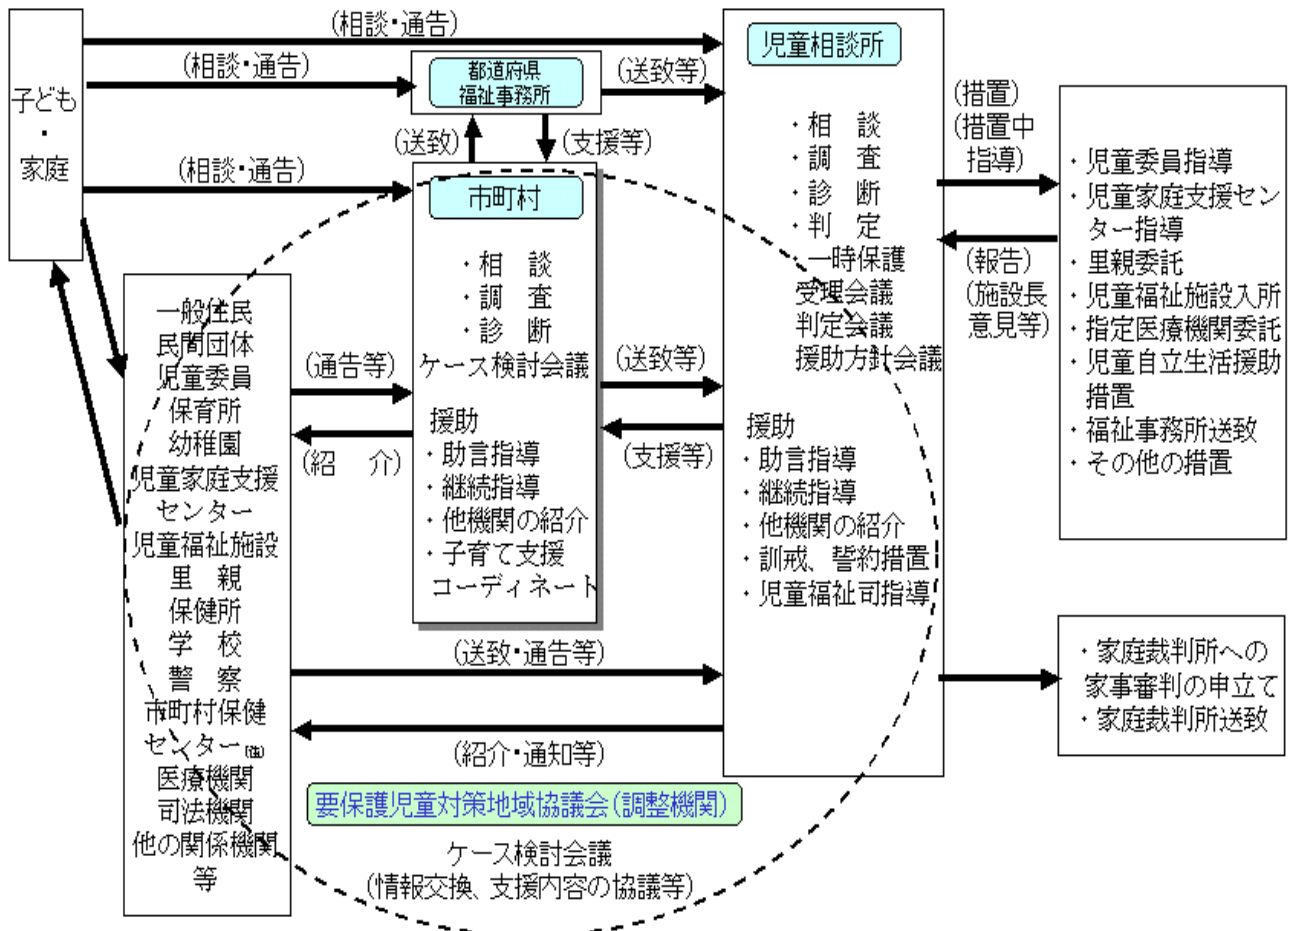 (相談・通告)
(相談・通告)
(相談・通告)
子ども
・
家庭
都道府県
福祉事務所
(送致等)
(送致)
(支援等)
市町村
・相　談
・調　査
・診　断
ケース検討会議
援助
・助言指導
・継続指導
・他機関の紹介
・子育て支援
コーディネート
一般住民
民間団体
児童委員
保育所
幼稚園
児童家庭支援
センター
児童福祉施設
里　親
保健所
学　校
警　察
市町村保健
センター
医療機関
司法機関
他の関係機関
等
(通告等)
(紹　介)
(送致等)
(支援等)
(送致・通告等)
(紹介・通知等)
児童相談所
・相　談
・調　査
・診　断
・判　定
一時保護
受理会議
判定会議
援助方針会議
援助
・助言指導
・継続指導
・他機関の紹介
・訓戒、誓約措置
・児童福祉司指導
(措置)
(措置中
指導)
(報告)
(施設長
意見等)
・児童委員指導
・児童家庭支援セン
ター指導
・里親委託
・児童福祉施設入所
・指定医療機関委託
・児童自立生活援助
措置
・福祉事務所送致
・その他の措置
・家庭裁判所への
家事審判の申立て
・家庭裁判所送致
要保護児童対策地域協議会(調整機関)
ケース検討会議
(情報交換、支援内容の協議等)